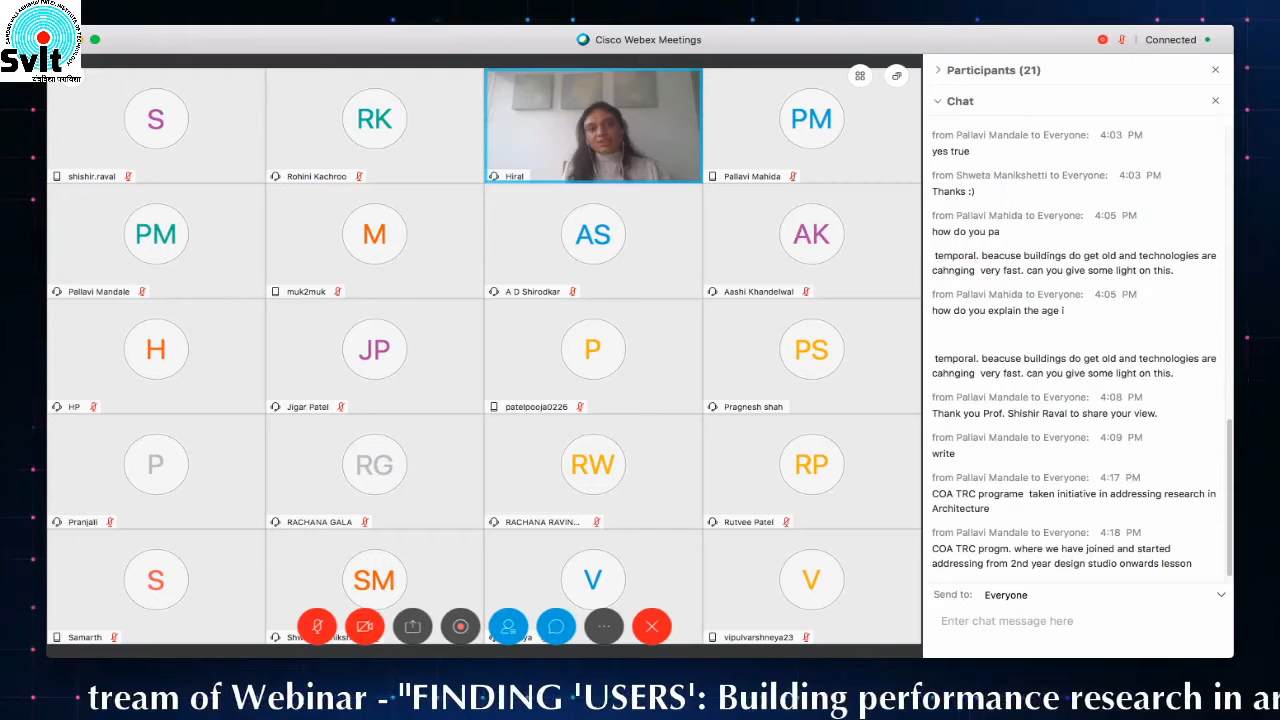 SARDAR VALLABHBHAI PATEL INSTITUTE OF TECHNOLOGY
SVIT
Cisco Webex Meetings
Connected
S
shishir.raval
RK
Rohini Kachroo
Hiral
PM
Pallavi Mahida
PM
Pallavi Mandale
M
muk2muk
AS
A D Shirodkar
AK
Aashi Khandelwal
H
HP
JP
Jigar Patel
P
patelpooja0226
PS
Pragnesh shah
P
Pranjali
RG
RACHANA GALA
RW
RACHANA RAVIN...
RP
Rutvee Patel
S
Samarth
SM
V
V
vipulvarshneya23
Participants (21)
Chat
from Pallavi Mandale to Everyone: 4:03 PM
yes true
from Shweta Manikshetti to Everyone: 4:03 PM
Thanks :)
from Pallavi Mahida to Everyone: 4:05 PM
how do you pa
temporal. beacuse buildings do get old and technologies are
cahnging very fast. can you give some light on this.
from Pallavi Mahida to Everyone: 4:05 PM
how do you explain the age i
temporal. beacuse buildings do get old and technologies are
cahnging very fast. can you give some light on this.
from Pallavi Mandale to Everyone: 4:08 PM
Thank you Prof. Shishir Raval to share your view.
from Pallavi Mandale to Everyone: 4:09 PM
write
from Pallavi Mandale to Everyone: 4:17 PM
COA TRC programe taken initiative in addressing research in
Architecture
from Pallavi Mandale to Everyone: 4:18 PM
COA TRC progm. where we have joined and started
addressing from 2nd year design studio onwards lesson
Send to: Everyone
Enter chat message here
tream of Webinar - "FINDING 'USERS': Building performance research in ar